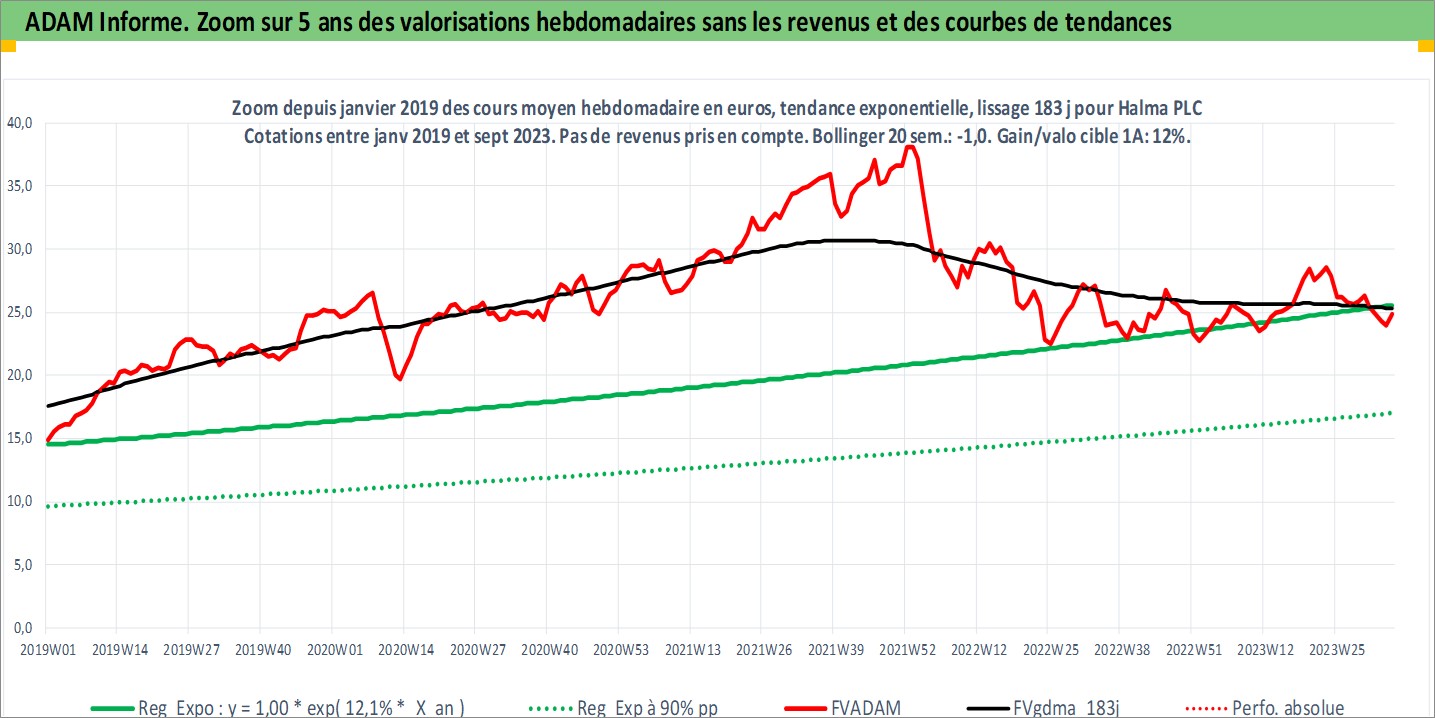 ADAM Informe. Zoom sur 5 ans des valorisations hebdomadaires sans les revenus et des courbes de tendances
Zoom depuis janvier 2019 des cours moyen hebdomadaire en euros, tendance exponentielle, lissage 183 j pour Halma PLC
Cotations entre janv 2019 et sept 2023. Pas de revenus pris en compte. Bollinger 20 sem.: -1,0. Gain/valo cible 1A: 12%.
40,0
35,0
30,0
25,0
20,0
15,0
10,0
5,0
0,0
2019W01 2019W14 2019W27 2019W40 2020W01 2020W14 2020W27 2020W40 2020W53 2021W13 2021W26 2021W39 2021W52 2022W12 2022W25 2022W38 2022W51 2023W12 2023W25
Reg Expo : y = 1,00 * exp( 12,1% * X an ) Reg Exp à 90% pp FVADAM FVgdma 183j Perfo. absolue